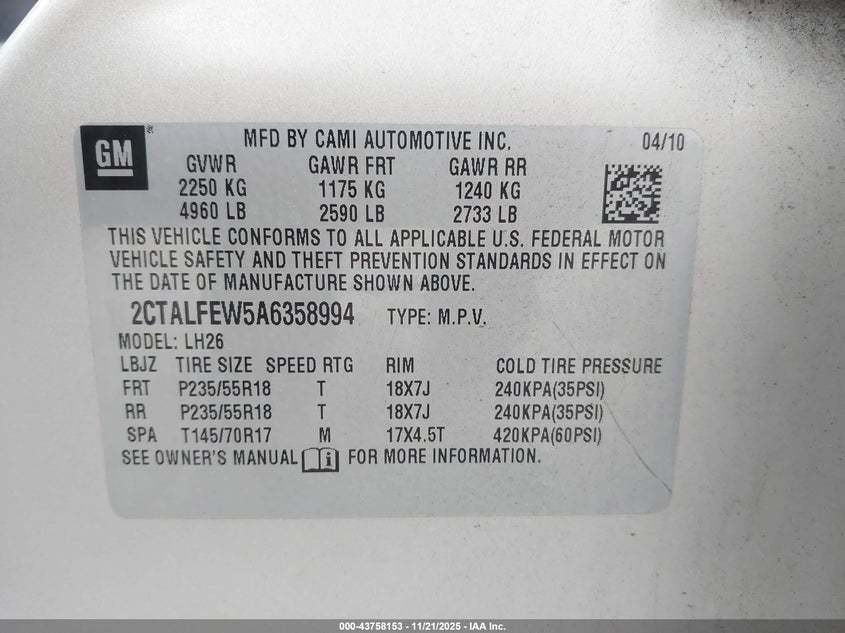 GM
®
MFD BY CAMI AUTOMOTIVE INC. 04/10
GVWR GAWR FRT GAWR RR
2250 KG 1175 KG 1240 KG
4960 LB 2590 LB 2733 LB
THIS VEHICLE CONFORMS TO ALL APPLICABLE U.S. FEDERAL MOTOR
VEHICLE SAFETY AND THEFT PREVENTION STANDARDS IN EFFECT ON
THE DATE OF MANUFACTURE SHOWN ABOVE.
2CTALFEW5A6358994 TYPE: M.P.V.
MODEL: LH26
LBJZ TIRE SIZE SPEED RTG RIM COLD TIRE PRESSURE
FRT P235/55R18 T 18X7J 240KPA(35PSI)
RR P235/55R18 T 18X7J 240KPA(35PSI)
SPA T145/70R17 M 17X4.5T 420KPA(60PSI)
SEE OWNER'S MANUAL i FOR MORE INFORMATION.
000-43758153 - 11/21/2025 - IAA Inc.